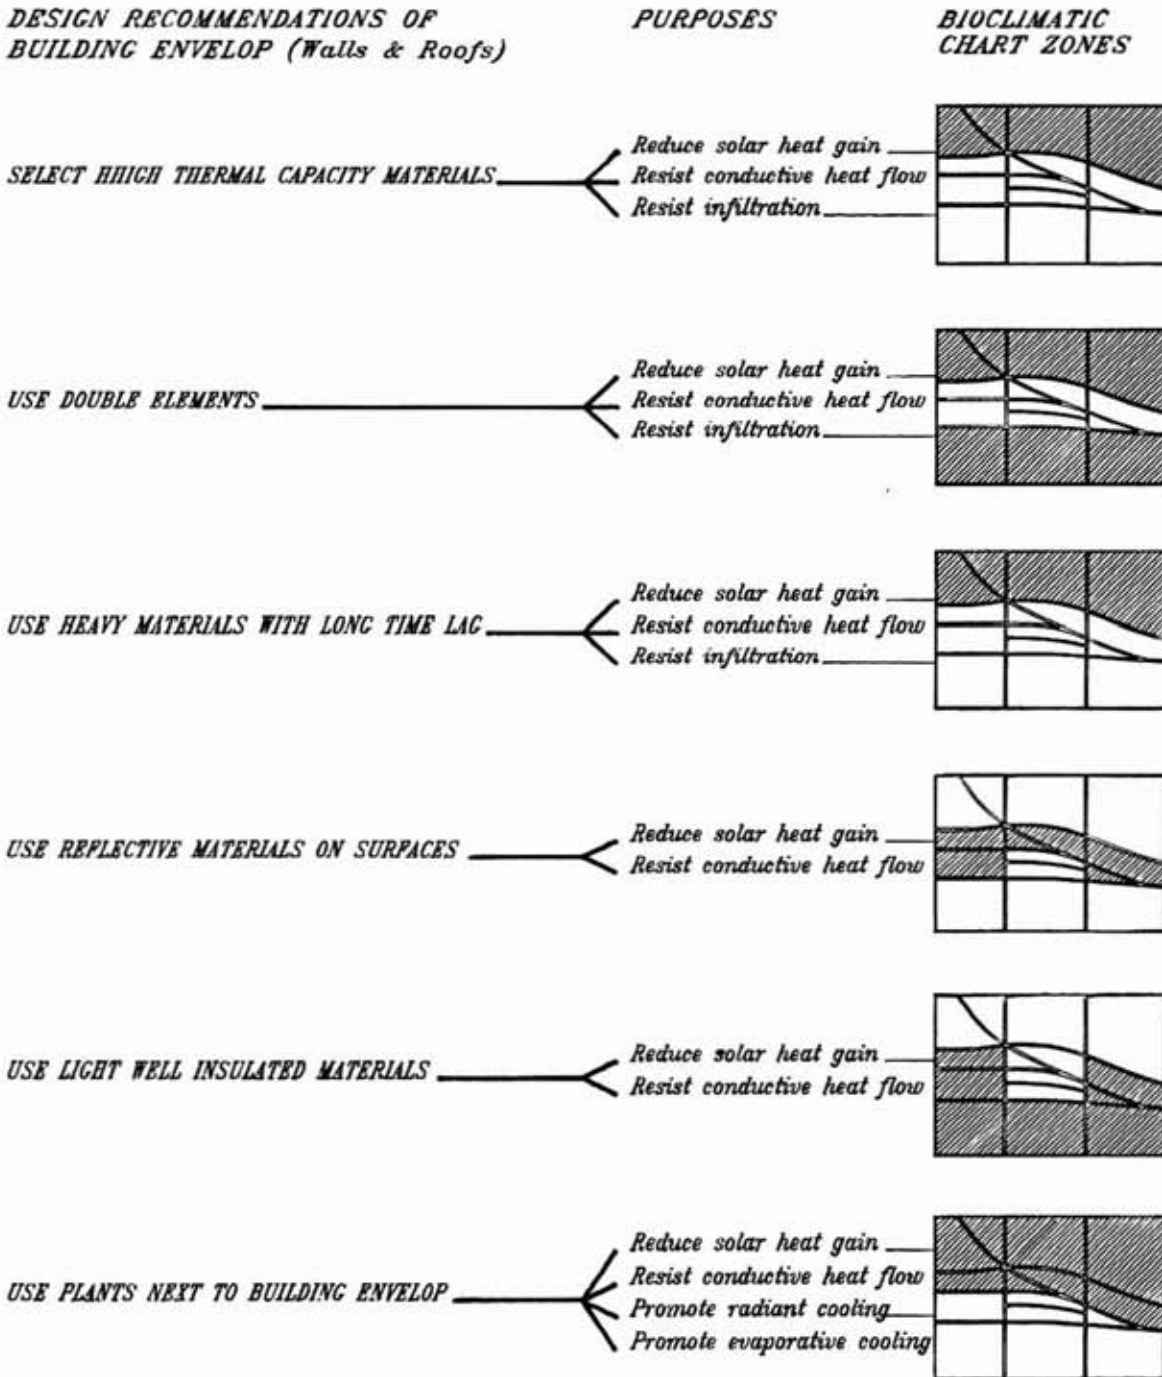 DESIGN RECOMMENDATIONS OF
BUILDING ENVELOP (Walls & Roofs)
PURPOSES
BIOCLIMATIC
CHART ZONES
SELECT HHIGH THERMAL CAPACITY MATERIALS
Reduce solar heat gain
Resist conductive heat flow
Resist infiltration
USE DOUBLE ELEMENTS
Reduce solar heat gain
Resist conductive heat flow
Resist infiltration
USE HEAVY MATERIALS WITH LONG TIME LAG
Reduce solar heat gain
Resist conductive heat flow
Resist infiltration
USE REFLECTIVE MATERIALS ON SURFACES
Reduce solar heat gain
Resist conductive heat flow
USE LIGHT WELL INSULATED MATERIALS
Reduce solar heat gain
Resist conductive heat flow
USE PLANTS NEXT TO BUILDING ENVELOP
Reduce solar heat gain
Resist conductive heat flow
Promote radiant cooling
Promote evaporative cooling